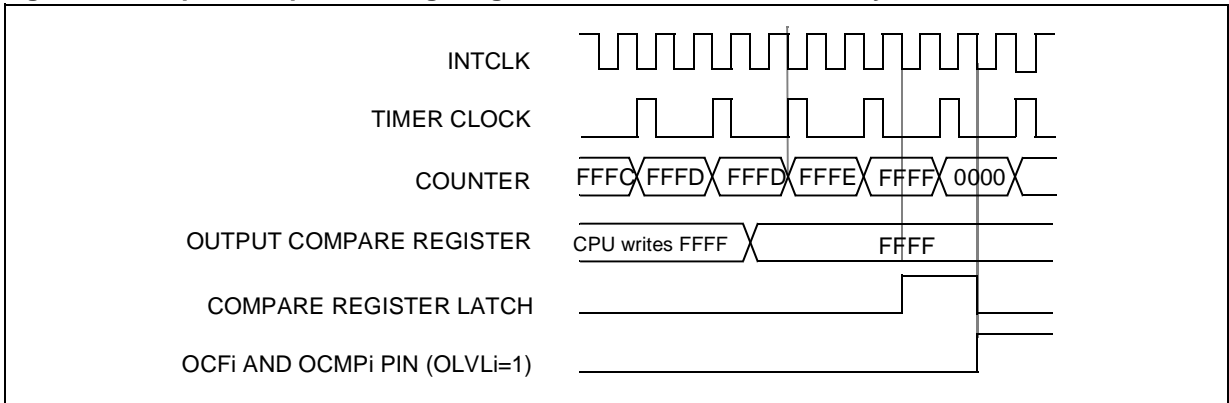 INTCLK
TIMER CLOCK
COUNTER FFFC FFFD FFFD FFFE FFFF 0000
OUTPUT COMPARE REGISTER CPU writes FFFF FFFF
COMPARE REGISTER LATCH
OCFi AND OCMPi PIN (OLVLi=1)